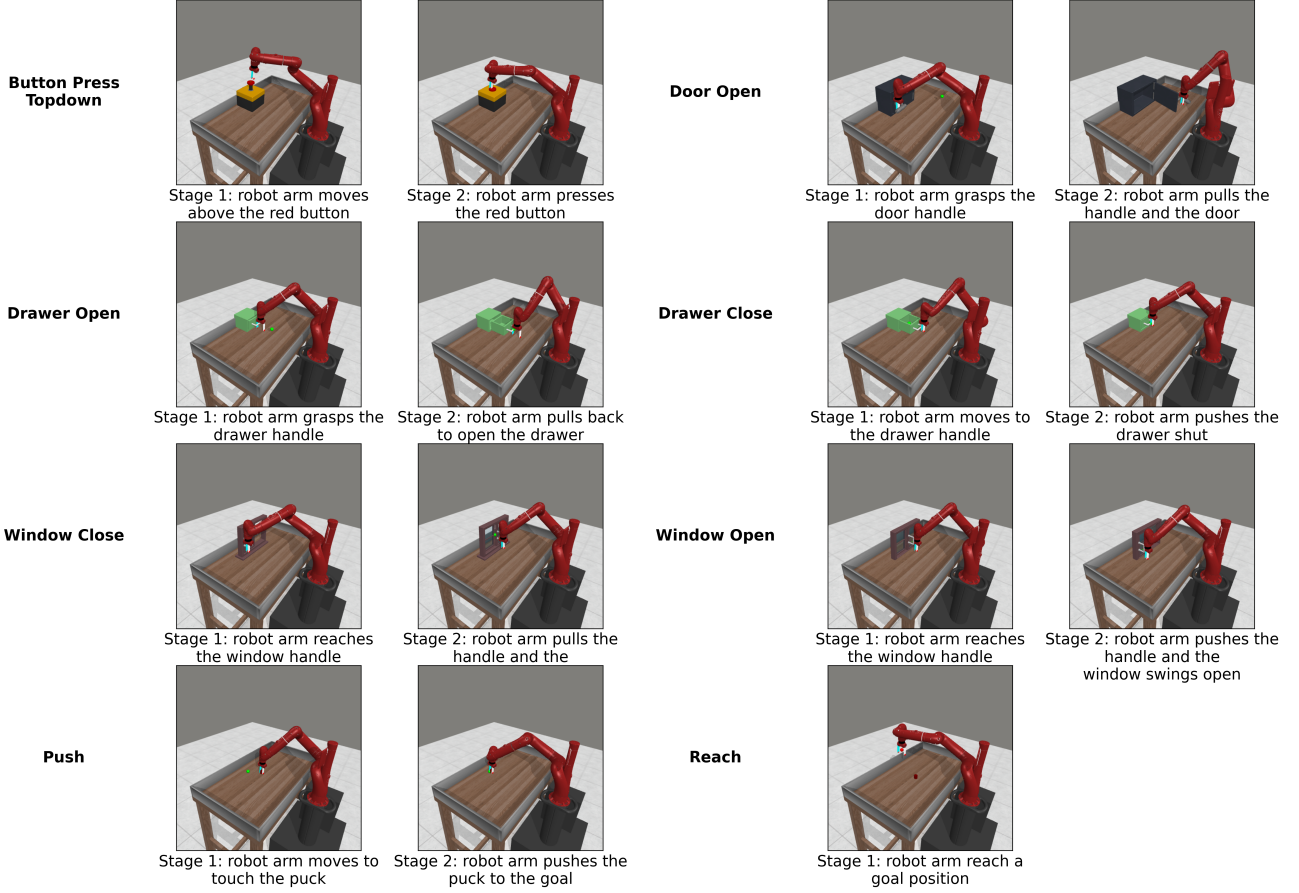 Button Press
Topdown
Stage 1: robot arm moves
above the red button
Stage 2: robot arm presses
the red button
Door Open
Stage 1: robot arm grasps the
door handle
Stage 2: robot arm pulls the
handle and the door
Drawer Open
Stage 1: robot arm grasps the
drawer handle
Stage 2: robot arm pulls back
to open the drawer
Drawer Close
Stage 1: robot arm moves to
the drawer handle
Stage 2: robot arm pushes the
drawer shut
Window Close
Stage 1: robot arm reaches
the window handle
Stage 2: robot arm pulls the
handle and the
Window Open
Stage 1: robot arm reaches
the window handle
Stage 2: robot arm pushes the
handle and the
window swings open
Push
Stage 1: robot arm moves to
touch the puck
Stage 2: robot arm pushes the
puck to the goal
Reach
Stage 1: robot arm reach a
goal position